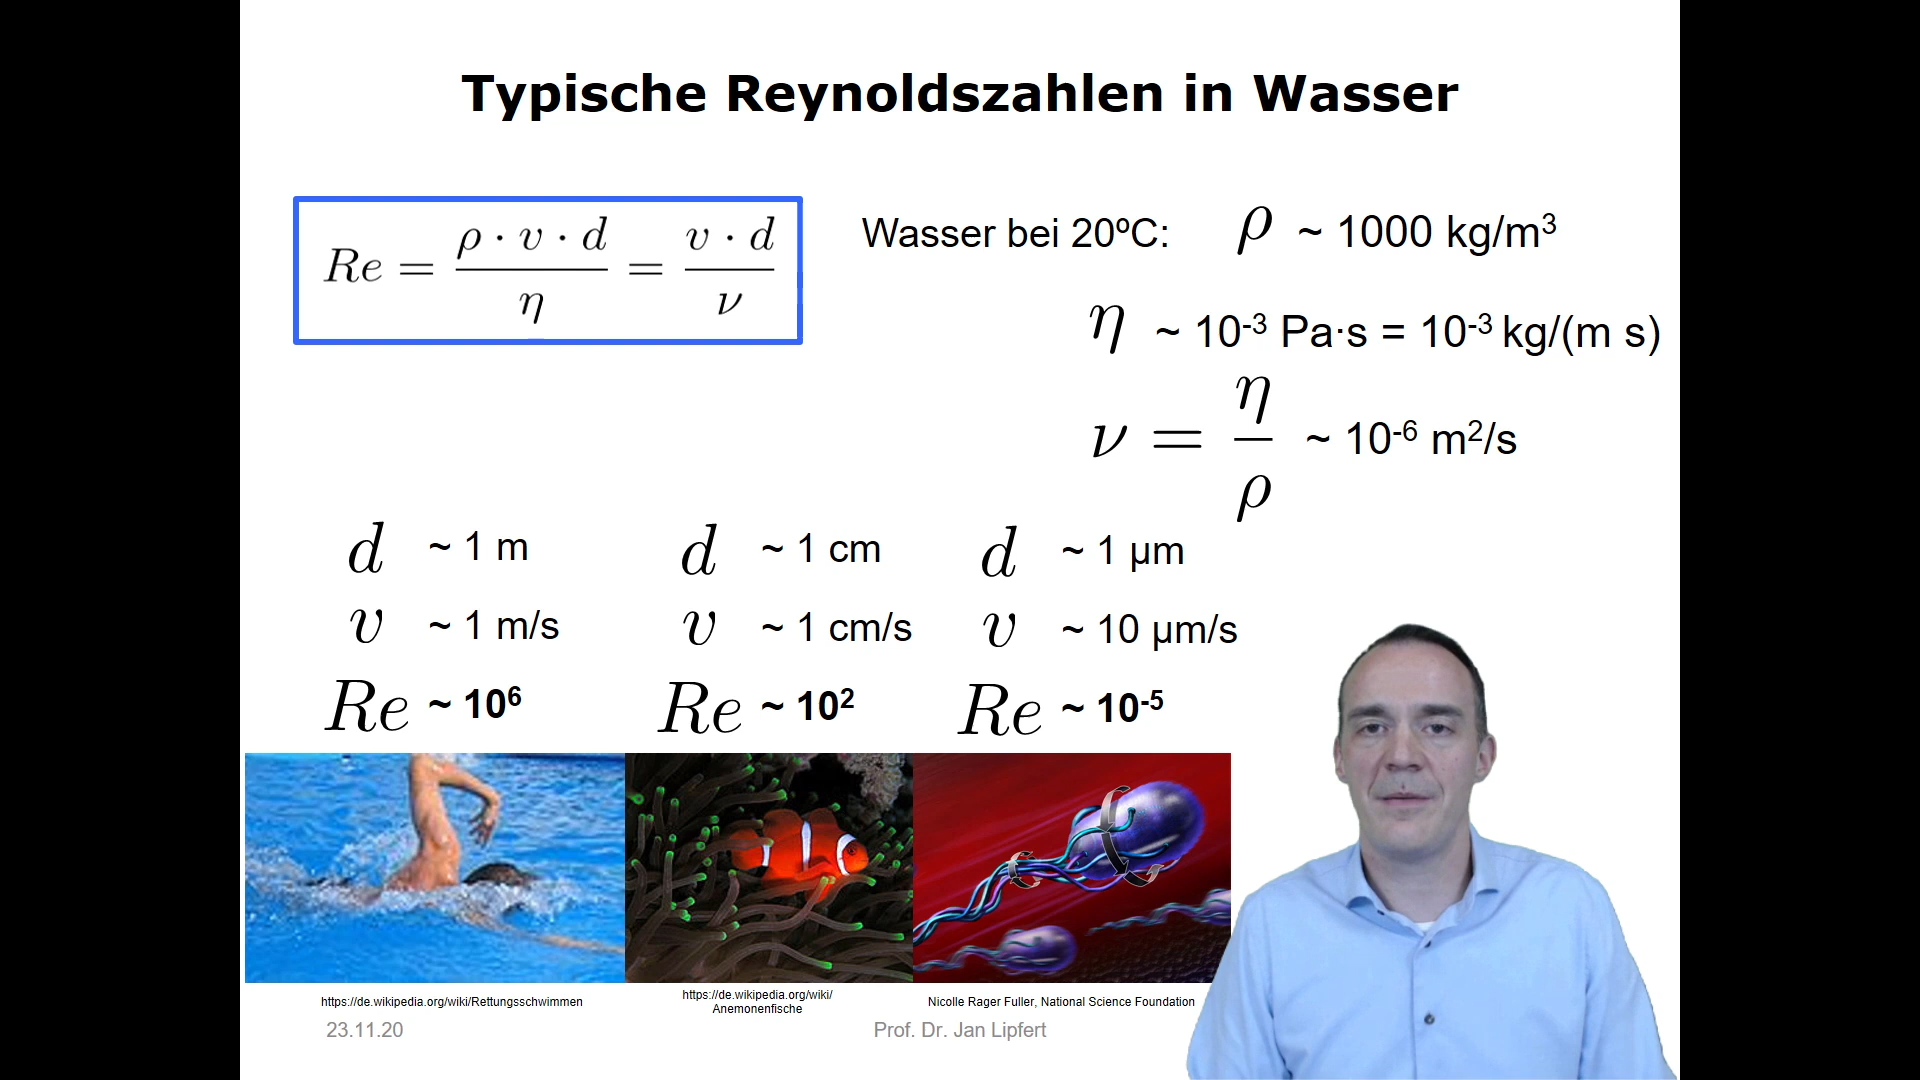 Typische Reynoldszahlen in Wasser
Re = ρ · v · d / η = v · d / ν
Wasser bei 20ºC: ρ ~ 1000 kg/m³
η ~ 10⁻³ Pa·s = 10⁻³ kg/(m s)
ν = η / ρ ~ 10⁻⁶ m²/s
d ~ 1 m
v ~ 1 m/s
Re ~ 10⁶
d ~ 1 cm
v ~ 1 cm/s
Re ~ 10²
d ~ 1 µm
v ~ 10 µm/s
Re ~ 10⁻⁵
https://de.wikipedia.org/wiki/Rettungsschwimmen
https://de.wikipedia.org/wiki/
Anemonenfische
Nicolle Rager Fuller, National Science Foundation
23.11.20
Prof. Dr. Jan Lipfert